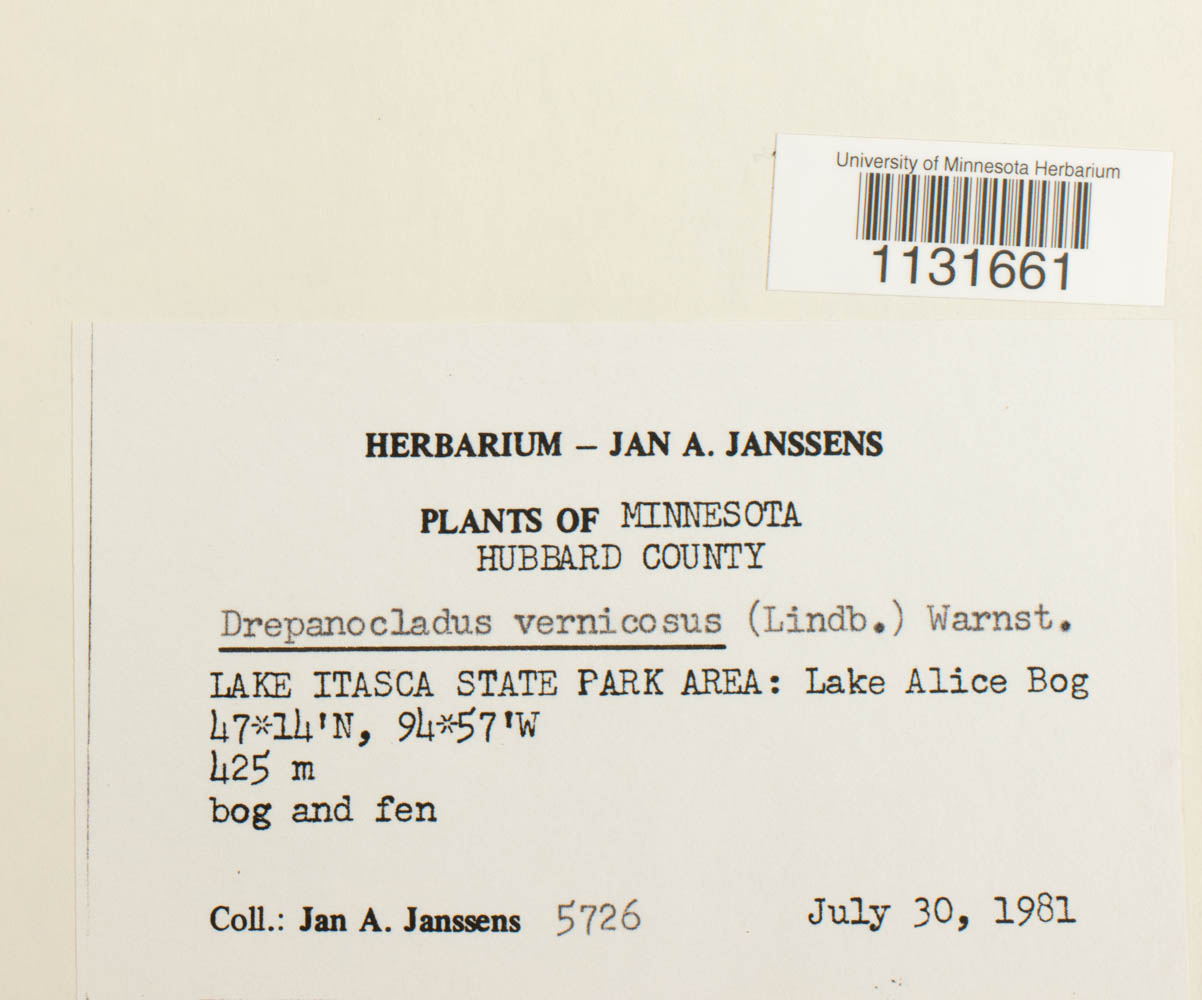 University of Minnesota Herbarium
1131661
HERBARIUM – JAN A. JANSSENS
PLANTS OF MINNESOTA
HUBBARD COUNTY
Drepanocladus vernicosus (Lindb.) Warnst.
LAKE ITASCA STATE PARK AREA: Lake Alice Bog
47*14'N, 94*57'W
425 m
bog and fen
Coll.: Jan A. Janssens 5726 July 30, 1981